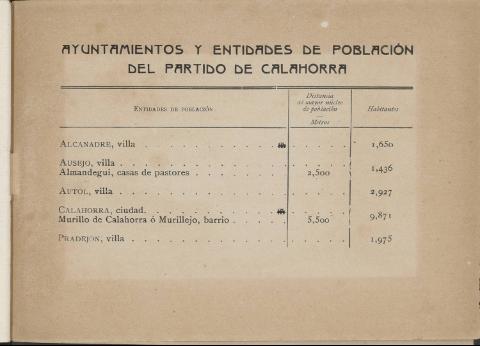 AYUNTAMIENTOS Y ENTIDADES DE POBLACIÓN
DEL PARTIDO DE CALAHORRA
ENTIDADES DE POBLACIÓN
Distancia
al mayor núcleo
de población
—
Metros
Habitantes
ALCANADRE, villa . . . . . . . . . . . . . . . . 1,650
AUSEJO, villa . . . . . . . . . . . . . . . .
Almandegui, casas de pastores . . . . . . . . 2,500 1,436
AUTOL, villa . . . . . . . . . . . . . . . . 2,927
CALAHORRA, ciudad. . . . . . . . . . . . . . .
Murillo de Calahorra ó Murillejo, barrio . . . . . 5,500 9,871
PRADEJÓN, villa . . . . . . . . . . . . . . . . 1,975